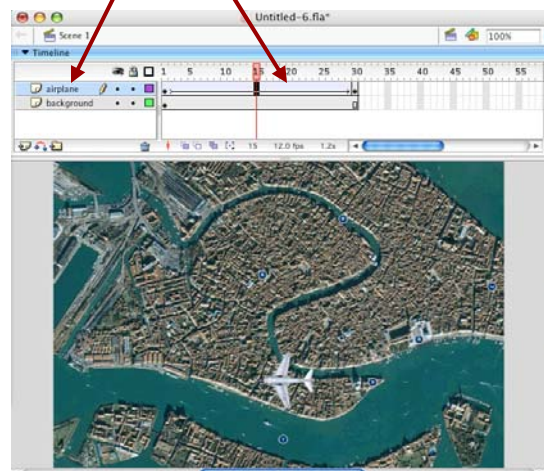 Untitled-6.fla*
Scene 1
100%
Timeline
1 5 10 15 20 25 30 35 40 45 50 55
airplane
background
15 12.0 fps 1.2s